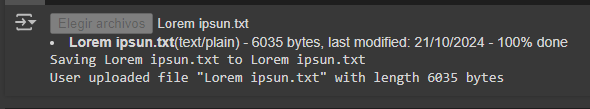 Elegir archivos Lorem ipsun.txt
• Lorem ipsun.txt(text/plain) - 6035 bytes, last modified: 21/10/2024 - 100% done
Saving Lorem ipsun.txt to Lorem ipsun.txt
User uploaded file "Lorem ipsun.txt" with length 6035 bytes